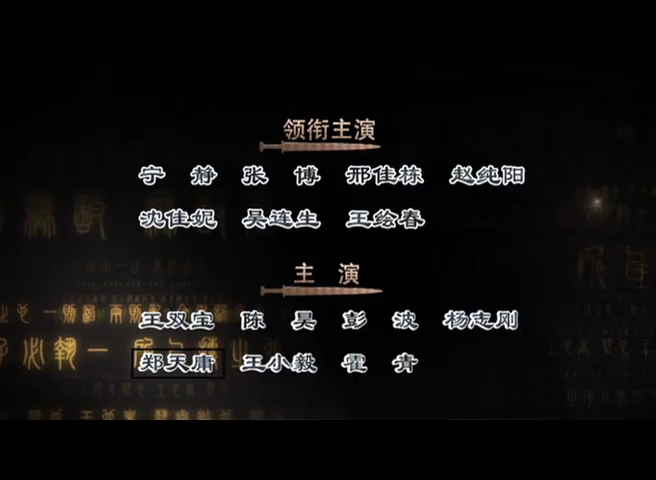 领衔主演
宁 静 张 博 邢佳栋 赵纯阳
沈佳妮 吴连生 王绘春
主 演
王双宝 陈 昊 彭 波 杨志刚
郑天庸 王小毅 霍 青